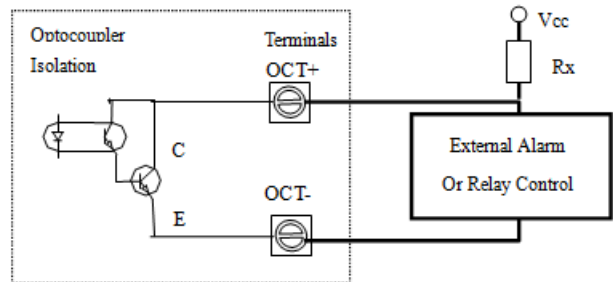 Optocoupler
Isolation
Terminals
OCT+
Vcc
Rx
C
External Alarm
Or Relay Control
OCT-
E